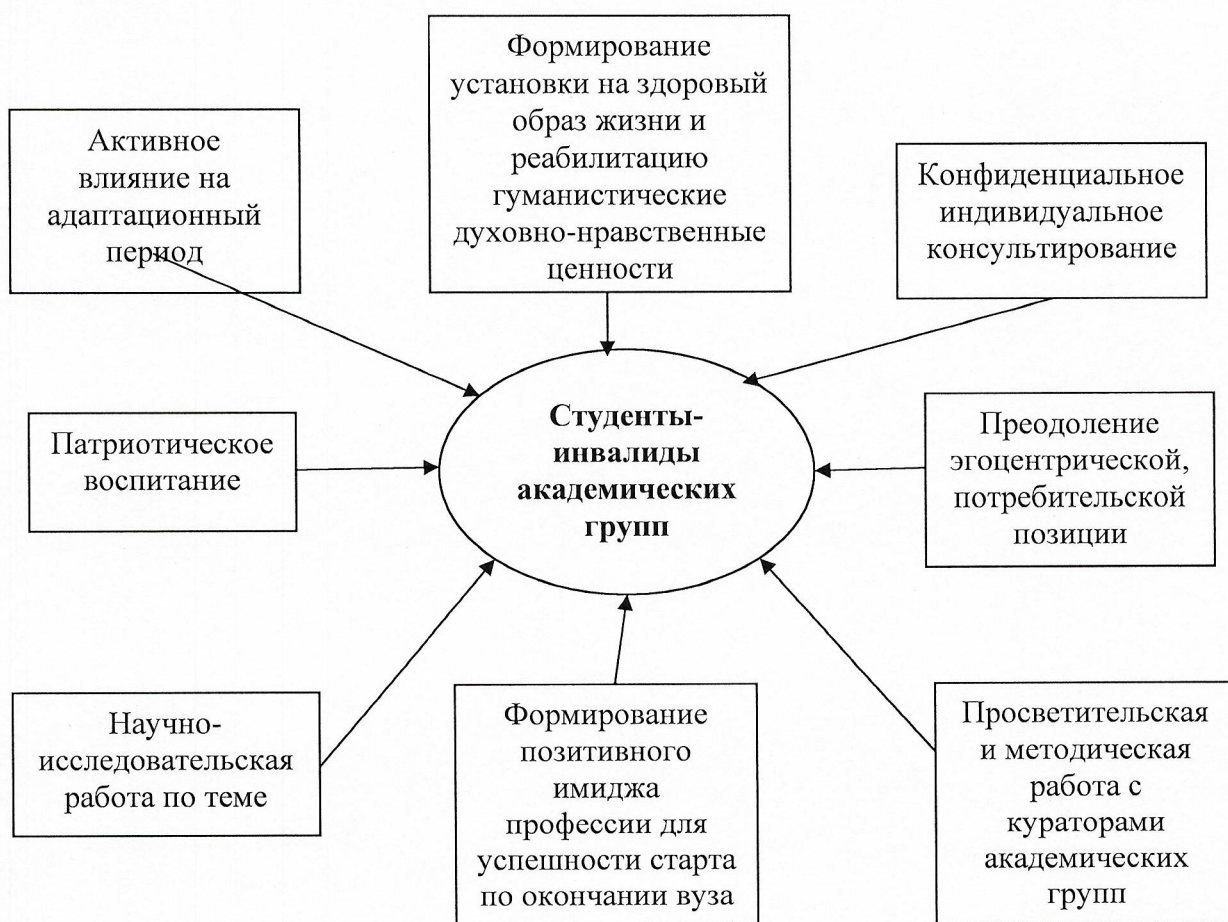 Формирование
установки на здоровый
образ жизни и
реабилитацию
гуманистические
духовно-нравственные
ценности
Активное
влияние на
адаптационный
период
Конфиденциальное
индивидуальное
консультирование
Студенты-
инвалиды
академических
групп
Патриотическое
воспитание
Преодоление
эгоцентрической,
потребительской
позиции
Научно-
исследовательская
работа по теме
Формирование
позитивного
имиджа
профессии для
успешности старта
по окончании вуза
Просветительская
и методическая
работа с
кураторами
академических
групп